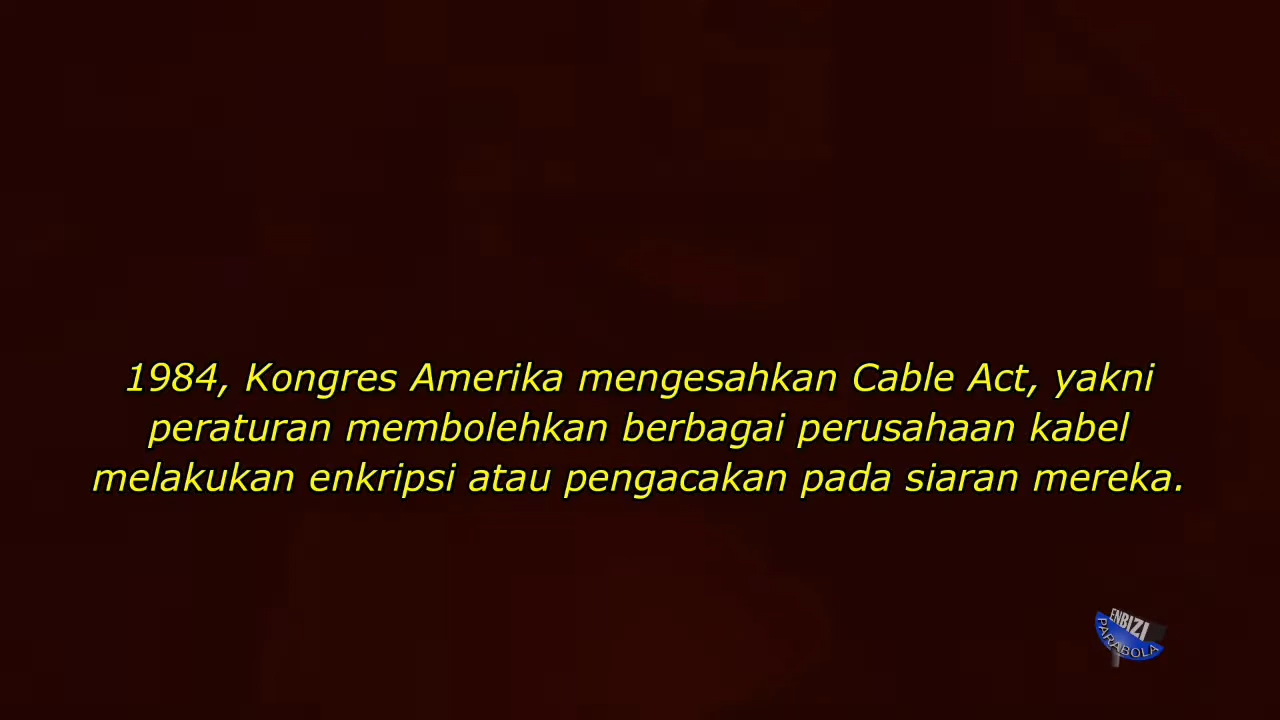 1984, Kongres Amerika mengesahkan Cable Act, yakni
peraturan membolehkan berbagai perusahaan kabel
melakukan enkripsi atau pengacakan pada siaran mereka.
ENBIZI
PARABOLA